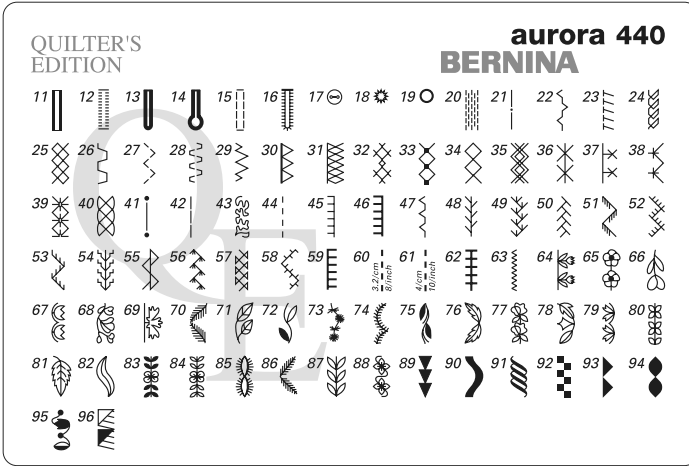 QUILTER'S
EDITION
aurora 440
BERNINA
QE
11 12 13 14 15 16 17 18 19 20 21 22 23 24
25 26 27 28 29 30 31 32 33 34 35 36 37 38
39 40 41 42 43 44 45 46 47 48 49 50 51 52
53 54 55 56 57 58 59 60 3.2/cm 8/inch 61 4/cm 10/inch 62 63 64 65 66
67 68 69 70 71 72 73 74 75 76 77 78 79 80
81 82 83 84 85 86 87 88 89 90 91 92 93 94
95 96